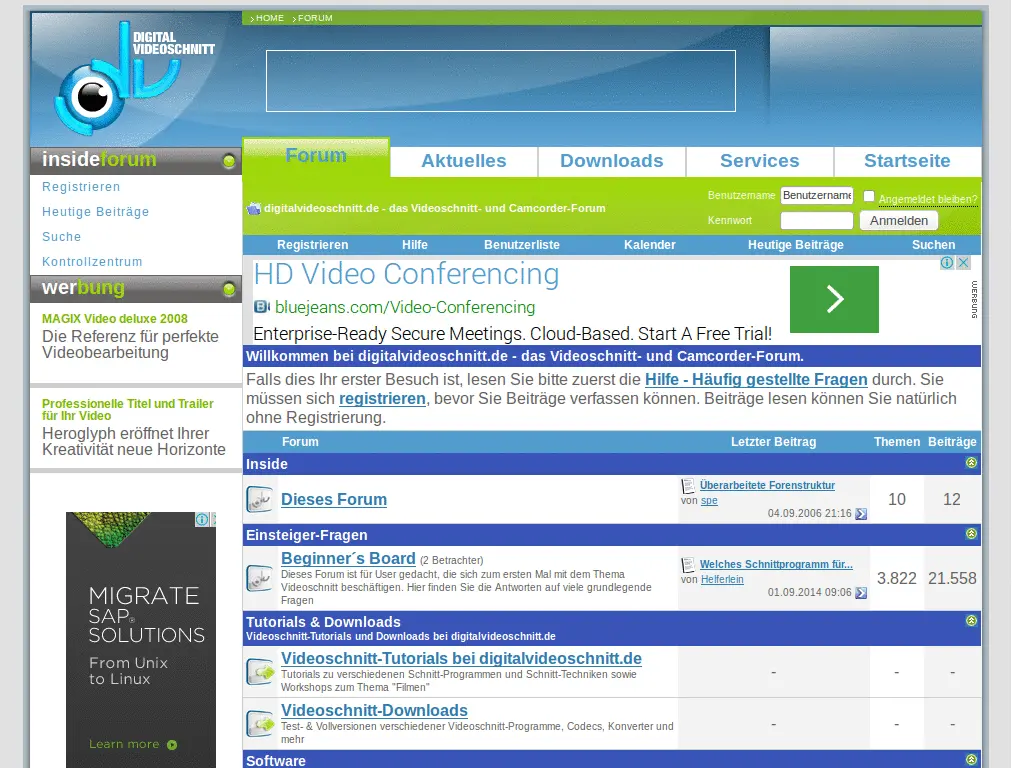 HOME FORUM
DIGITAL
VIDEOSCHNITT
insideforum
Registrieren
Heutige Beiträge
Suche
Kontrollzentrum
werbung
MAGIX Video deluxe 2008
Die Referenz für perfekte
Videobearbeitung
Professionelle Titel und Trailer
für Ihr Video
Heroglyph eröffnet Ihrer
Kreativität neue Horizonte
MIGRATE
SAP®
SOLUTIONS
From Unix
to Linux
Learn more
Forum Aktuelles Downloads Services Startseite
digitalvideoschnitt.de - das Videoschnitt- und Camcorder-Forum
Benutzername Benutzername Angemeldet bleiben?
Kennwort Anmelden
Registrieren Hilfe Benutzerliste Kalender Heutige Beiträge Suchen
HD Video Conferencing
bluejeans.com/Video-Conferencing
Enterprise-Ready Secure Meetings. Cloud-Based. Start A Free Trial!
WERBUNG
Willkommen bei digitalvideoschnitt.de - das Videoschnitt- und Camcorder-Forum.
Falls dies Ihr erster Besuch ist, lesen Sie bitte zuerst die Hilfe - Häufig gestellte Fragen durch. Sie
müssen sich registrieren, bevor Sie Beiträge verfassen können. Beiträge lesen können Sie natürlich
ohne Registrierung.
Forum Letzter Beitrag Themen Beiträge
Inside
Dieses Forum
Überarbeitete Forenstruktur
von spe
04.09.2006 21:16
10 12
Einsteiger-Fragen
Beginner´s Board (2 Betrachter)
Dieses Forum ist für User gedacht, die sich zum ersten Mal mit dem Thema
Videoschnitt beschäftigen. Hier finden Sie die Antworten auf viele grundlegende
Fragen
Welches Schnittprogramm für...
von Helferlein
01.09.2014 09:06
3.822 21.558
Tutorials & Downloads
Videoschnitt-Tutorials und Downloads bei digitalvideoschnitt.de
Videoschnitt-Tutorials bei digitalvideoschnitt.de
Tutorials zu verschiedenen Schnitt-Programmen und Schnitt-Techniken sowie
Workshops zum Thema "Filmen"
- - -
Videoschnitt-Downloads
Test- & Vollversionen verschiedener Videoschnitt-Programme, Codecs, Konverter und
mehr
- - -
Software